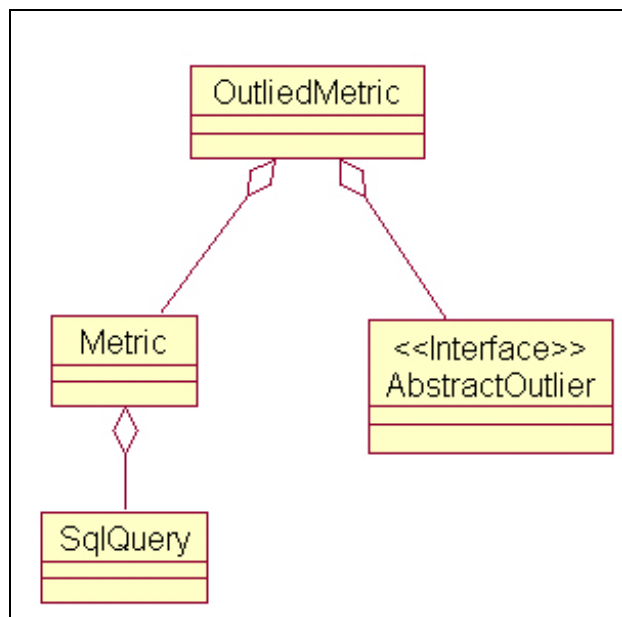 OutliedMetric
Metric
<<Interface>>
AbstractOutlier
SqlQuery